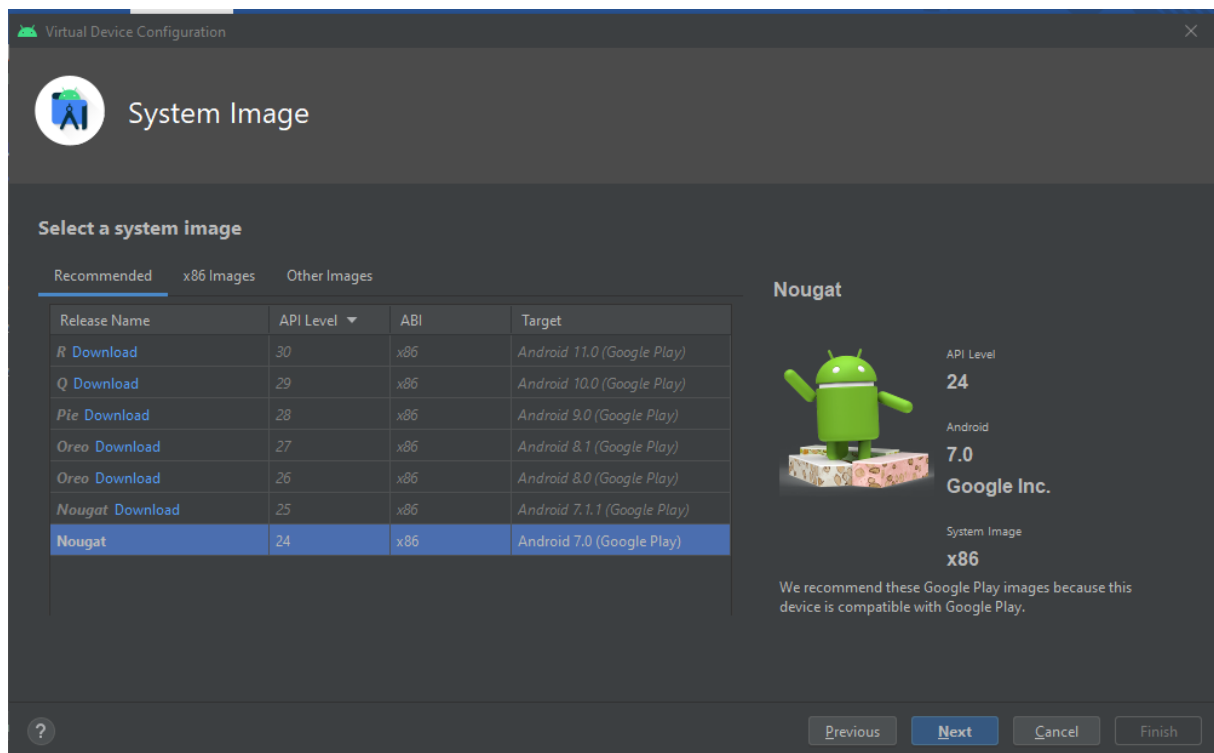 Virtual Device Configuration
System Image
Select a system image
Recommended x86 Images Other Images
Release Name API Level ABI Target
R Download 30 x86 Android 11.0 (Google Play)
Q Download 29 x86 Android 10.0 (Google Play)
Pie Download 28 x86 Android 9.0 (Google Play)
Oreo Download 27 x86 Android 8.1 (Google Play)
Oreo Download 26 x86 Android 8.0 (Google Play)
Nougat Download 25 x86 Android 7.1.1 (Google Play)
Nougat 24 x86 Android 7.0 (Google Play)
Nougat
API Level
24
Android
7.0
Google Inc.
System Image
x86
We recommend these Google Play images because this
device is compatible with Google Play.
? Previous Next Cancel Finish